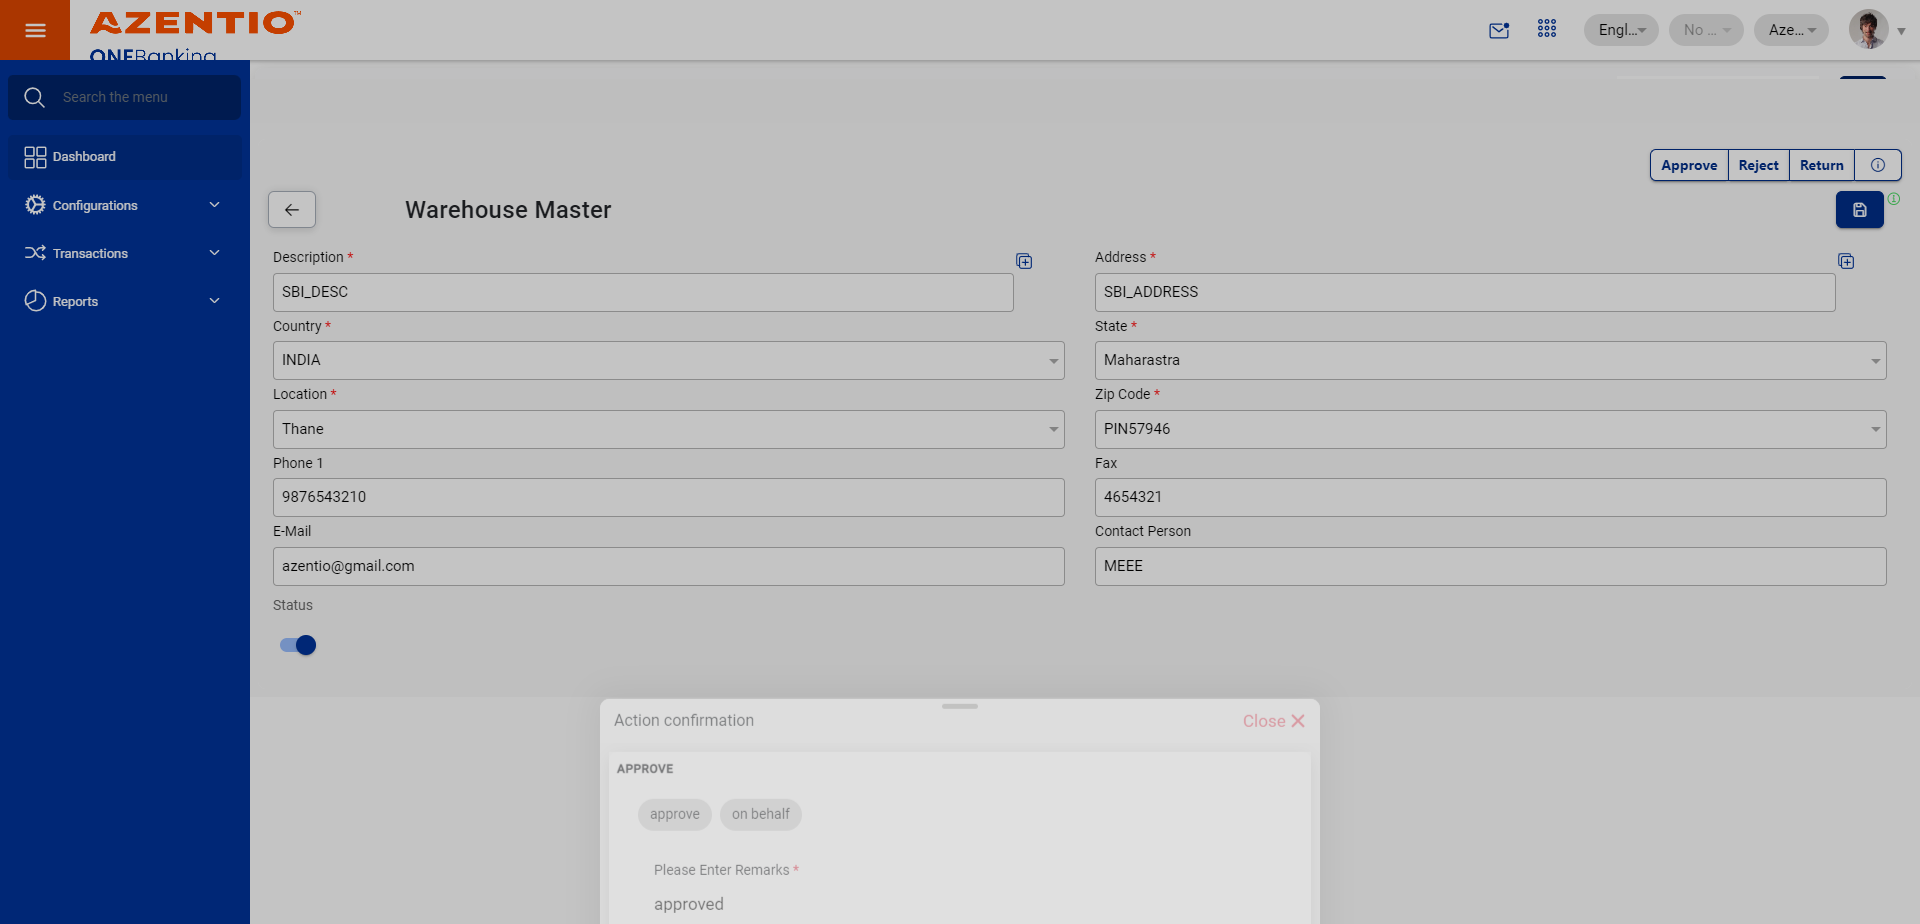 AZENTIO™
ONEBanking
Engl...
No ...
Aze...
Search the menu
Dashboard
Configurations
Transactions
Reports
Approve
Reject
Return
Warehouse Master
Description *
SBI_DESC
Address *
SBI_ADDRESS
Country *
INDIA
State *
Maharastra
Location *
Thane
Zip Code *
PIN57946
Phone 1
9876543210
Fax
4654321
E-Mail
azentio@gmail.com
Contact Person
MEEE
Status
Action confirmation
Close
APPROVE
approve
on behalf
Please Enter Remarks *
approved